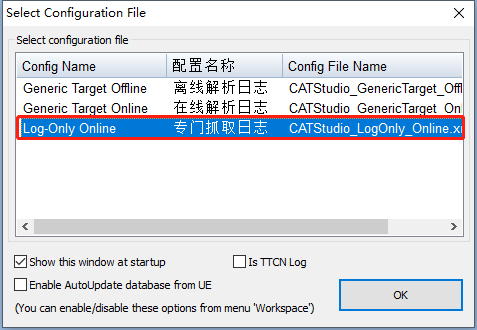 Select Configuration File
Select configuration file
Config Name 配置名称 Config File Name
Generic Target Offline 离线解析日志 CATStudio_GenericTarget_Offl
Generic Target Online 在线解析日志 CATStudio_GenericTarget_Onl
Log-Only Online 专门抓取日志 CATStudio_LogOnly_Online.x
Show this window at startup
Is TTCN Log
Enable AutoUpdate database from UE
(You can enable/disable these options from menu 'Workspace')
OK